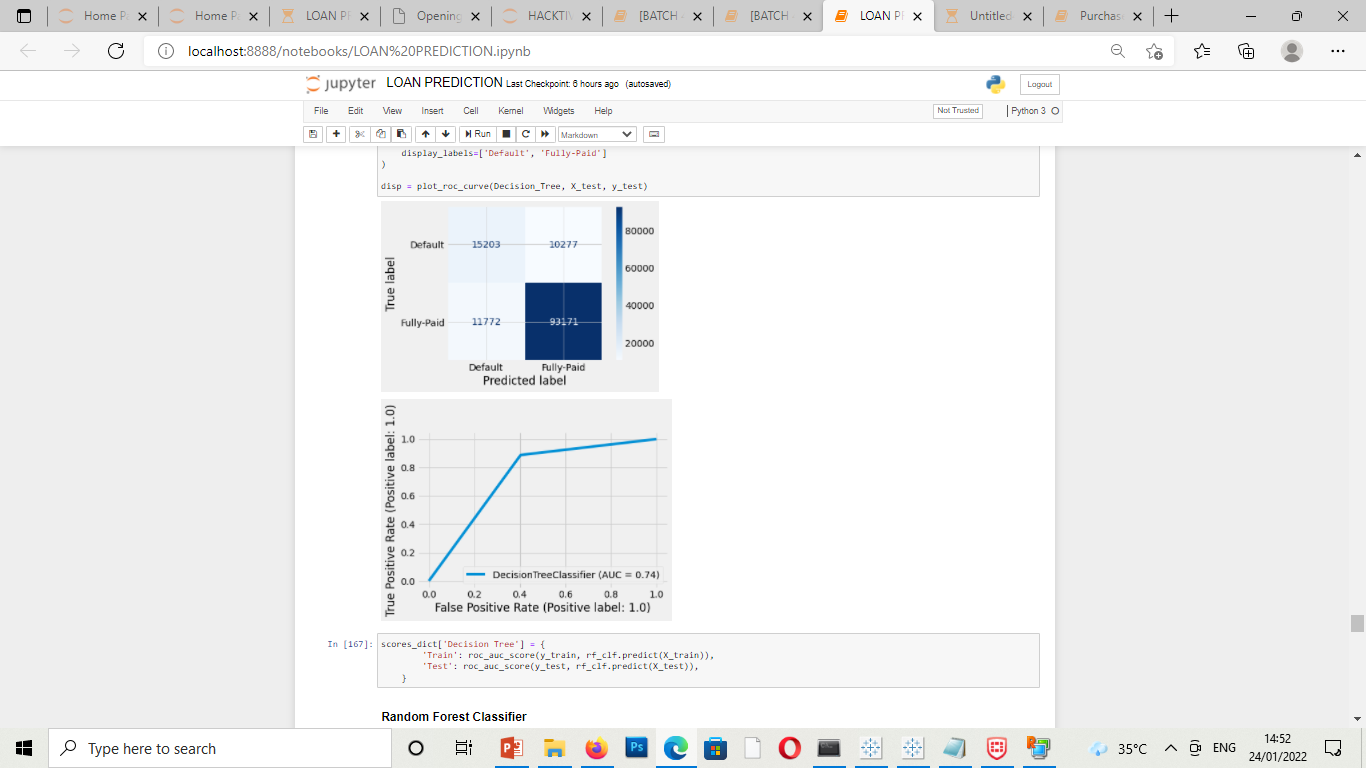 Home P
Home P
LOAN PR
Opening
HACKTIV
[BATCH
[BATCH
LOAN PR
Untitled
Purchas
localhost:8888/notebooks/LOAN%20PREDICTION.ipynb
jupyter LOAN PREDICTION Last Checkpoint: 6 hours ago (autosaved)
Logout
File Edit View Insert Cell Kernel Widgets Help
Not Trusted
Python 3
Run
Markdown
display_labels=['Default', 'Fully-Paid']
)
disp = plot_roc_curve(Decision_Tree, X_test, y_test)
True label
Default
15203
10277
Fully-Paid
11772
93171
Default
Fully-Paid
Predicted label
80000
60000
40000
20000
True Positive Rate (Positive label: 1.0)
1.0
0.8
0.6
0.4
0.2
0.0
DecisionTreeClassifier (AUC = 0.74)
0.0 0.2 0.4 0.6 0.8 1.0
False Positive Rate (Positive label: 1.0)
In [167]:
scores_dict['Decision Tree'] = {
'Train': roc_auc_score(y_train, rf_clf.predict(X_train)),
'Test': roc_auc_score(y_test, rf_clf.predict(X_test)),
}
Random Forest Classifier
Type here to search
Ps
35°C
ENG
14:52
24/01/2022